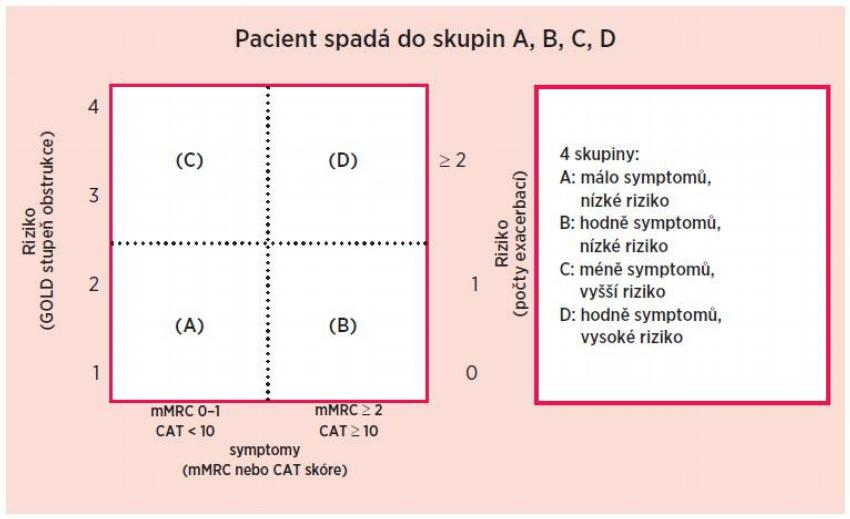 Pacient spadá do skupin A, B, C, D
Riziko
(GOLD stupeň obstrukce)
4
3
2
1
(C)
(D)
(A)
(B)
≥ 2
1
0
Riziko
(počty exacerbací)
mMRC 0–1
CAT < 10
mMRC ≥ 2
CAT ≥ 10
symptomy
(mMRC nebo CAT skóre)
4 skupiny:
A: málo symptomů,
nízké riziko
B: hodně symptomů,
nízké riziko
C: méně symptomů,
vyšší riziko
D: hodně symptomů,
vysoké riziko